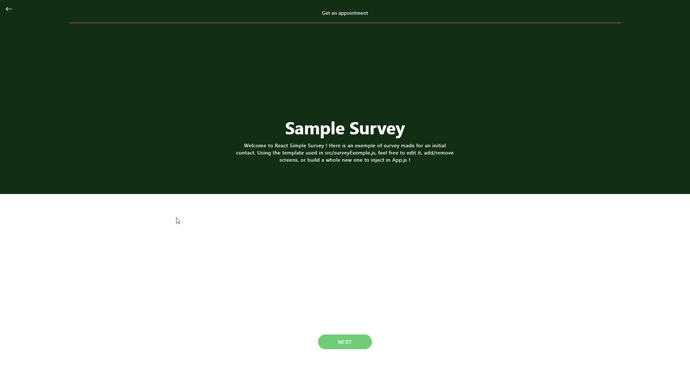 Get an appointment
Sample Survey
Welcome to React Simple Survey ! Here is an exemple of survey made for an initial
contact. Using the template used in src/surveyExemple.js, feel free to edit it, add/remove
screens, or build a whole new one to inject in App.js !
NEXT